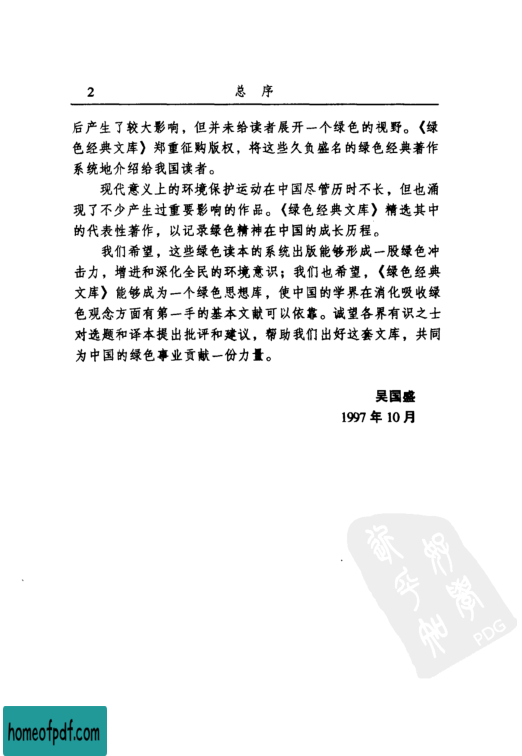 2 总 序
后产生了较大影响，但并未给读者展开一个绿色的视野。《绿
色经典文库》郑重征购版权，将这些久负盛名的绿色经典著作
系统地介绍给我国读者。
现代意义上的环境保护运动在中国尽管历时不长，但也涌
现了不少产生过重要影响的作品。《绿色经典文库》精选其中
的代表性著作，以记录绿色精神在中国的成长历程。
我们希望，这些绿色读本的系统出版能够形成一股绿色冲
击力，增进和深化全民的环境意识；我们也希望，《绿色经典
文库》能够成为一个绿色思想库，使中国的学界在消化吸收绿
色观念方面有第一手的基本文献可以依靠。诚望各界有识之士
对选题和译本提出批评和建议，帮助我们出好这套文库，共同
为中国的绿色事业贡献一份力量。
吴国盛
1997 年 10 月
PDG
homeofpdf.com